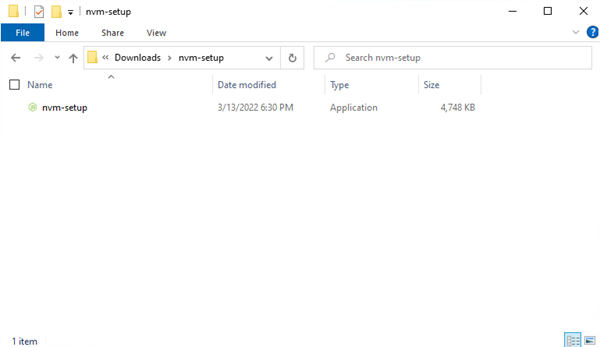 nvm-setup
File Home Share View
« Downloads > nvm-setup Search nvm-setup
Name Date modified Type Size
nvm-setup 3/13/2022 6:30 PM Application 4,748 KB
1 item